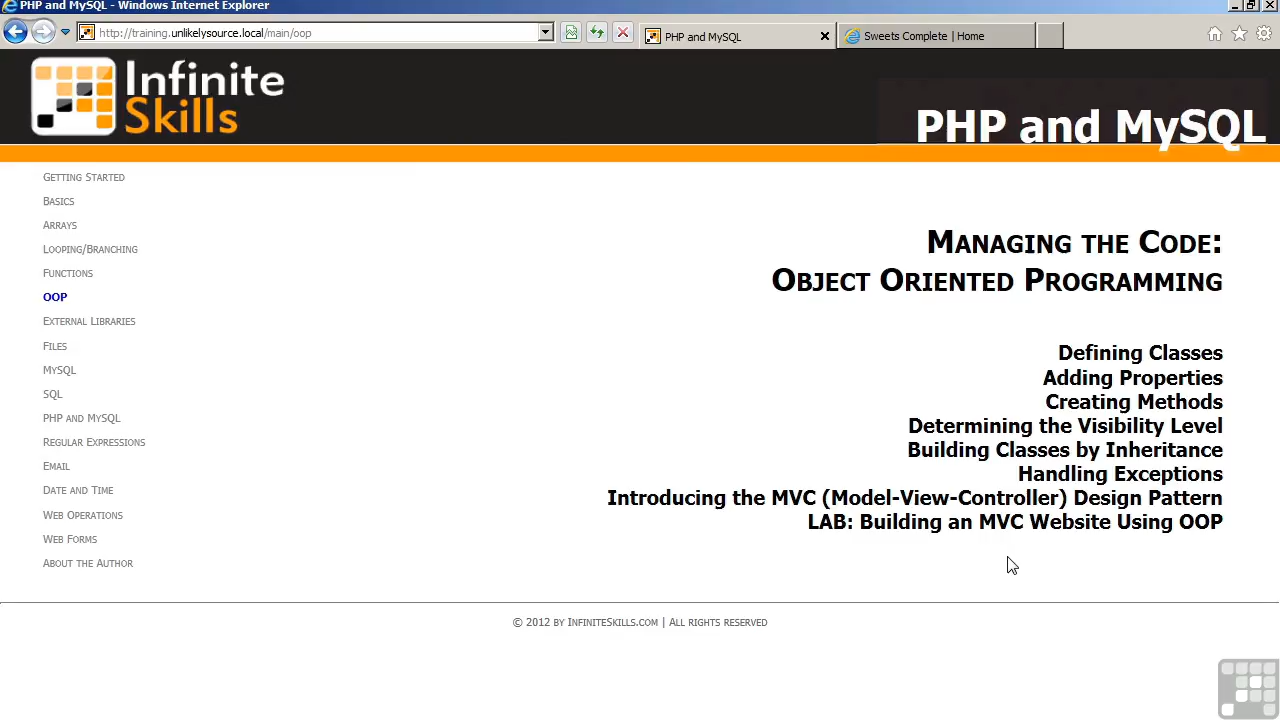 PHP and MySQL - Windows Internet Explorer
http://training.unlikelysource.local/main/oop
PHP and MySQL
Sweets Complete | Home
Infinite
Skills
PHP and MySQL
GETTING STARTED
BASICS
ARRAYS
LOOPING/BRANCHING
FUNCTIONS
OOP
EXTERNAL LIBRARIES
FILES
MYSQL
SQL
PHP AND MYSQL
REGULAR EXPRESSIONS
EMAIL
DATE AND TIME
WEB OPERATIONS
WEB FORMS
ABOUT THE AUTHOR
MANAGING THE CODE:
OBJECT ORIENTED PROGRAMMING
Defining Classes
Adding Properties
Creating Methods
Determining the Visibility Level
Building Classes by Inheritance
Handling Exceptions
Introducing the MVC (Model-View-Controller) Design Pattern
LAB: Building an MVC Website Using OOP
© 2012 BY INFINITESKILLS.COM | ALL RIGHTS RESERVED